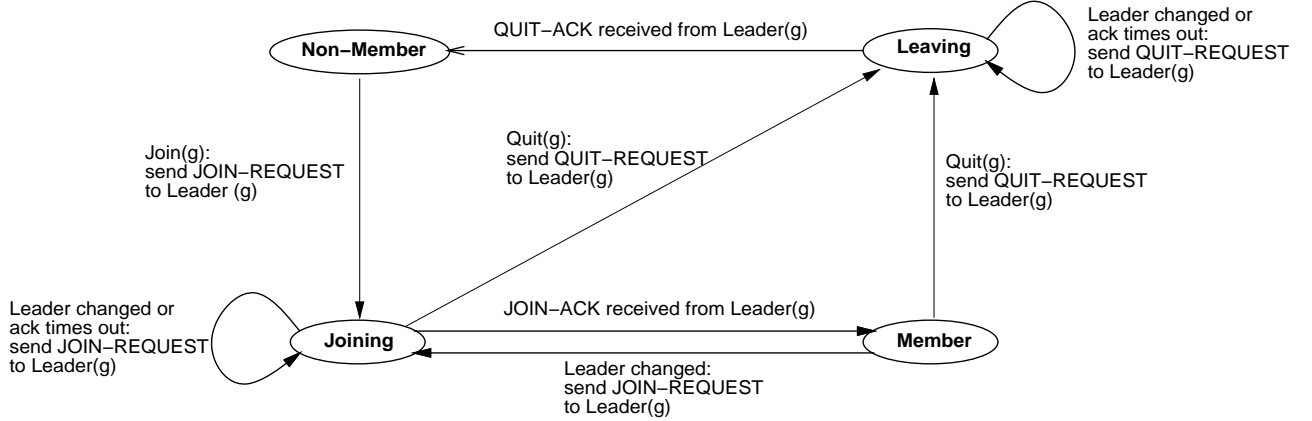 QUIT−ACK received from Leader(g)
Non−Member
Leaving
Leader changed or
ack times out:
send QUIT−REQUEST
to Leader(g)
Join(g):
send JOIN−REQUEST
to Leader (g)
Quit(g):
send QUIT−REQUEST
to Leader(g)
Quit(g):
send QUIT−REQUEST
to Leader(g)
Leader changed or
ack times out:
send JOIN−REQUEST
to Leader(g)
Joining
JOIN−ACK received from Leader(g)
Member
Leader changed:
send JOIN−REQUEST
to Leader(g)